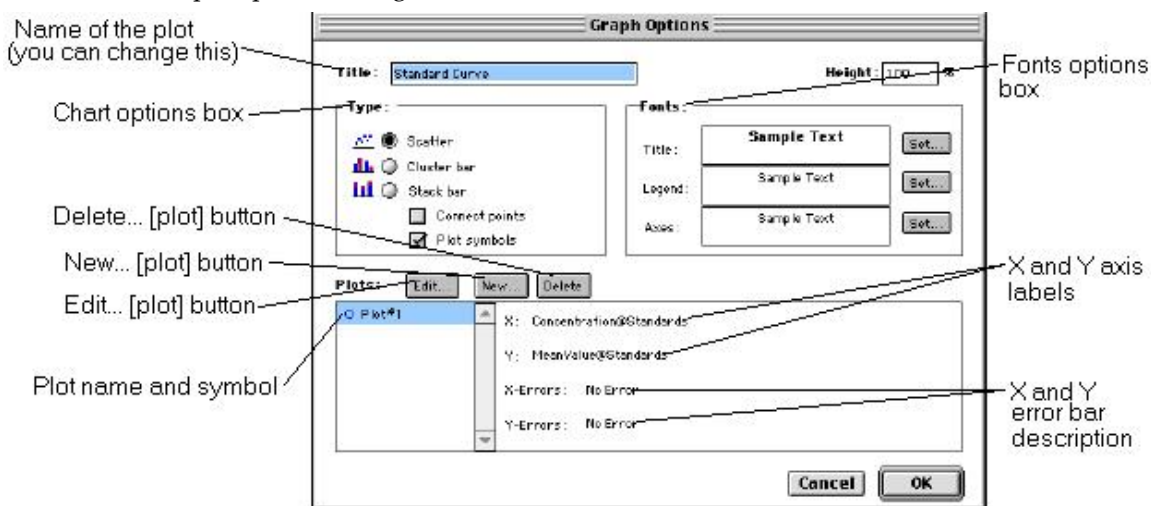 Graph Options
Name of the plot
(you can change this)
Title: Standard Curve
Height: 100 %
Fonts options
box
Chart options box
Type:
Scatter
Cluster bar
Stack bar
Connect points
Plot symbols
Fonts:
Title: Sample Text Set...
Legend: Sample Text Set...
Axes: Sample Text Set...
Delete... [plot] button
New... [plot] button
Edit... [plot] button
Plots: Edit... New... Delete
X and Y axis
labels
Plot#1
X: Concentration@Standards
Y: MeanValue@Standards
X-Errors: No Error
Y-Errors: No Error
Plot name and symbol
X and Y
error bar
description
Cancel OK